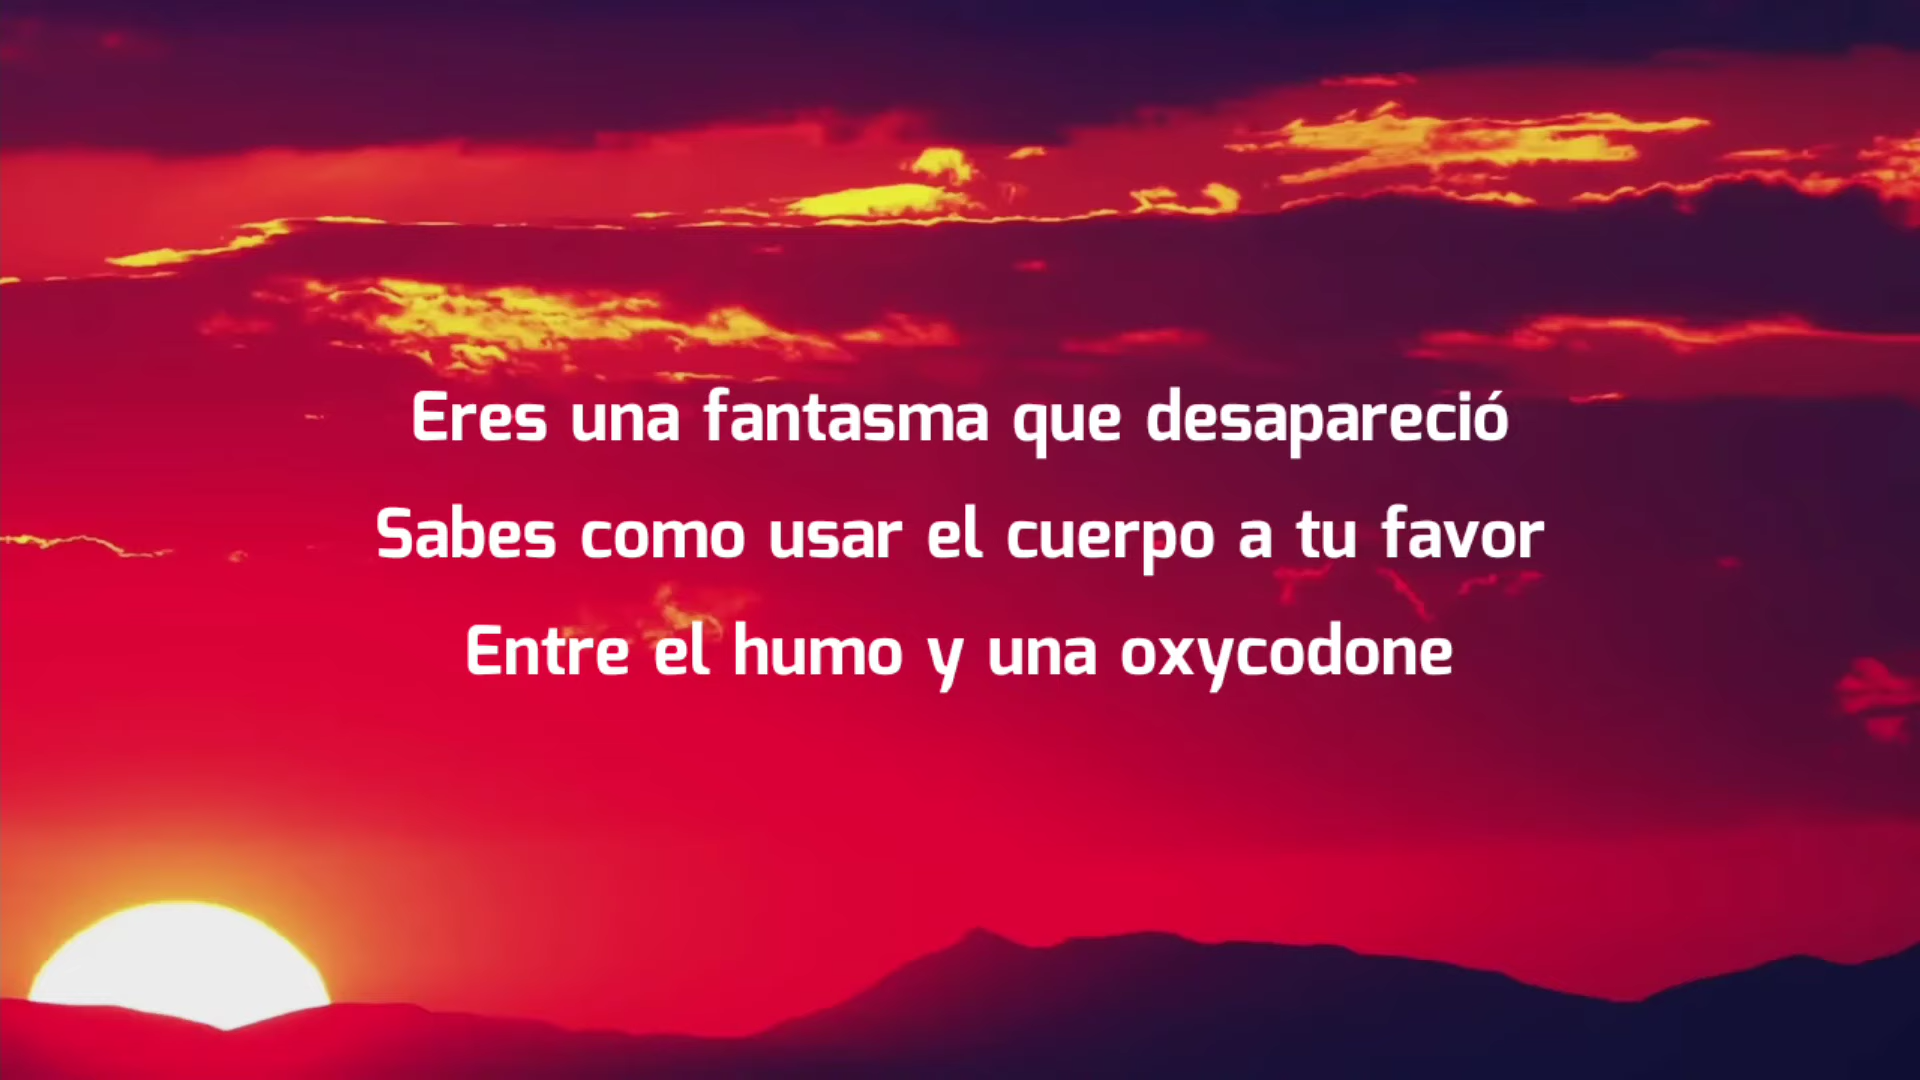 Eres una fantasma que desapareció
Sabes como usar el cuerpo a tu favor
Entre el humo y una oxycodone